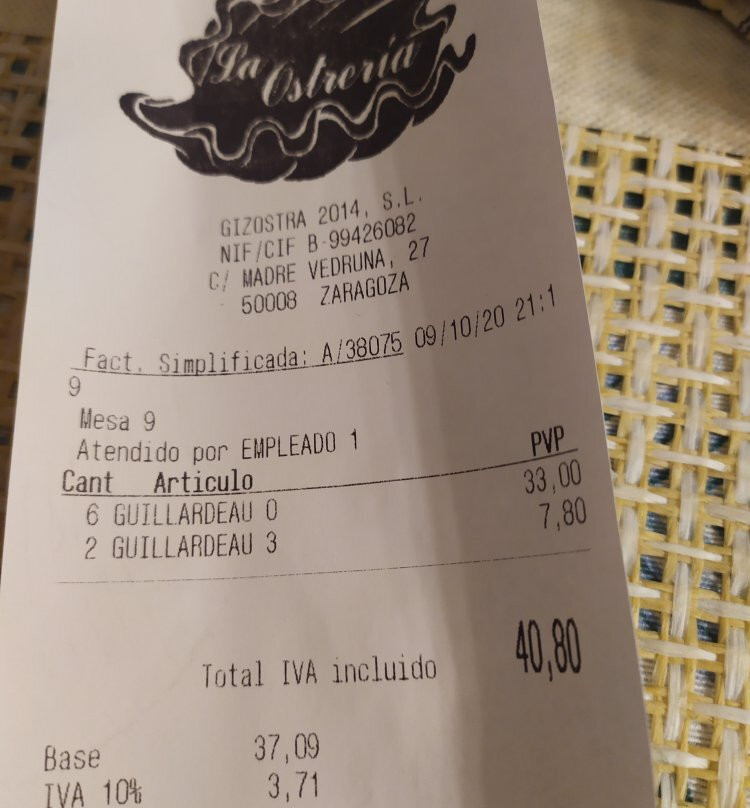 La Ostrería
GIZOSTRA 2014, S.L.
NIF/CIF B-99426082
C/ MADRE VEDRUNA, 27
50008 ZARAGOZA
Fact. Simplificada: A/38075 09/10/20 21:1
9
Mesa 9
Atendido por EMPLEADO 1
Cant Articulo PVP
6 GUILLARDEAU O 33,00
2 GUILLARDEAU 3 7,80
Total IVA incluido 40,80
Base 37,09
IVA 10% 3,71